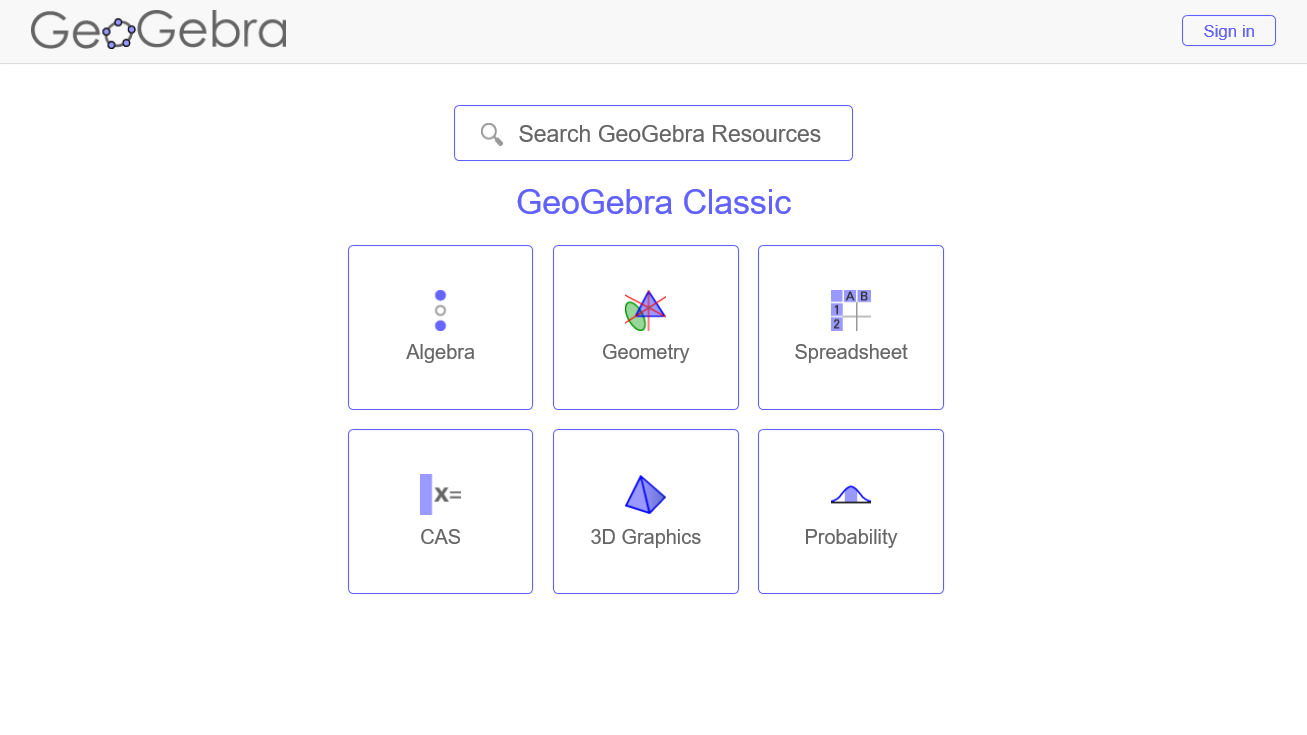 GeoGebra
Sign in
Search GeoGebra Resources
GeoGebra Classic
Algebra
Geometry
A B
1
2
Spreadsheet
x=
CAS
3D Graphics
Probability